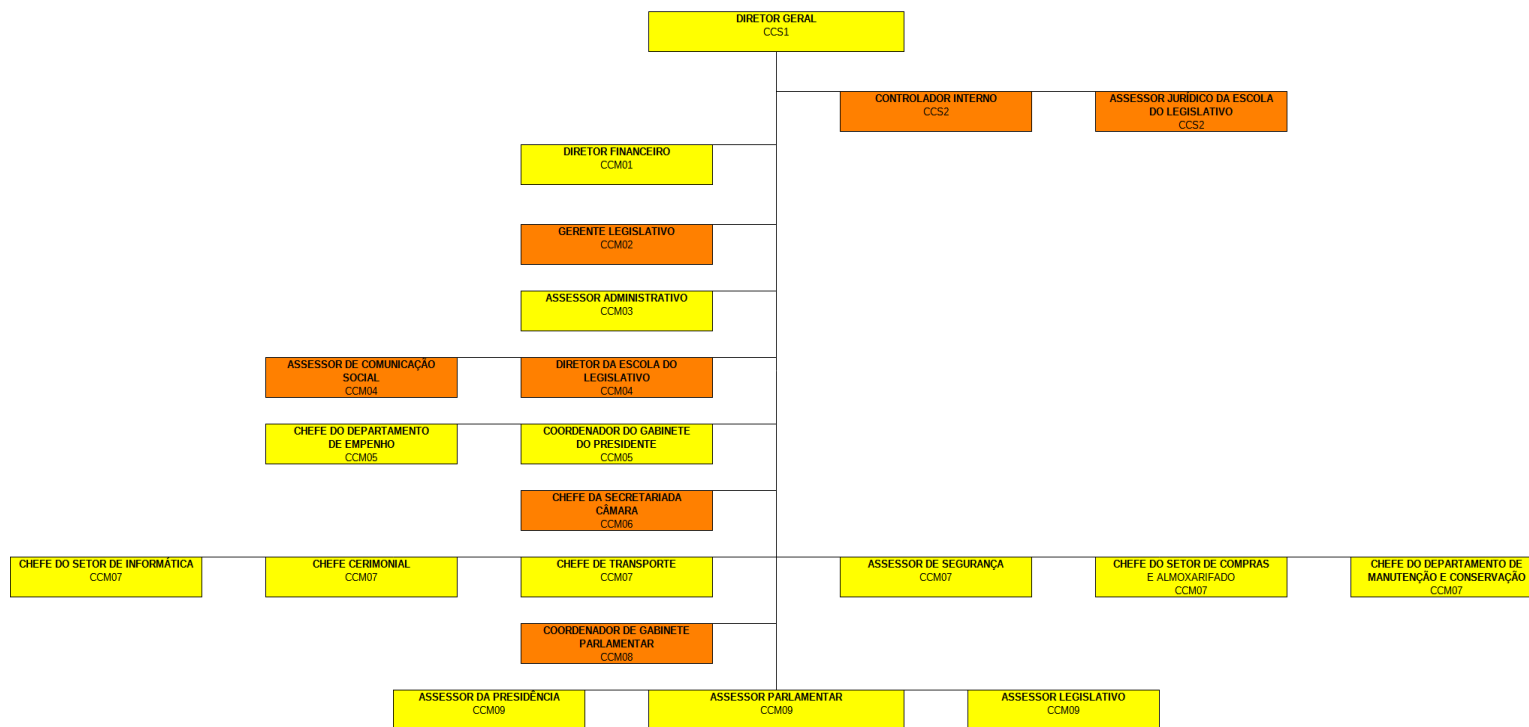 DIRETOR GERAL
CCS1
CONTROLADOR INTERNO
CCS2
ASSESSOR JURÍDICO DA ESCOLA
DO LEGISLATIVO
CCS2
DIRETOR FINANCEIRO
CCM01
GERENTE LEGISLATIVO
CCM02
ASSESSOR ADMINISTRATIVO
CCM03
ASSESSOR DE COMUNICAÇÃO
SOCIAL
CCM04
DIRETOR DA ESCOLA DO
LEGISLATIVO
CCM04
CHEFE DO DEPARTAMENTO
DE EMPENHO
CCM05
COORDENADOR DO GABINETE
DO PRESIDENTE
CCM05
CHEFE DA SECRETARIADA
CÂMARA
CCM06
CHEFE DO SETOR DE INFORMÁTICA
CCM07
CHEFE CERIMONIAL
CCM07
CHEFE DE TRANSPORTE
CCM07
ASSESSOR DE SEGURANÇA
CCM07
CHEFE DO SETOR DE COMPRAS
E ALMOXARIFADO
CCM07
CHEFE DO DEPARTAMENTO DE
MANUTENÇÃO E CONSERVAÇÃO
CCM07
COORDENADOR DE GABINETE
PARLAMENTAR
CCM08
ASSESSOR DA PRESIDÊNCIA
CCM09
ASSESSOR PARLAMENTAR
CCM09
ASSESSOR LEGISLATIVO
CCM09